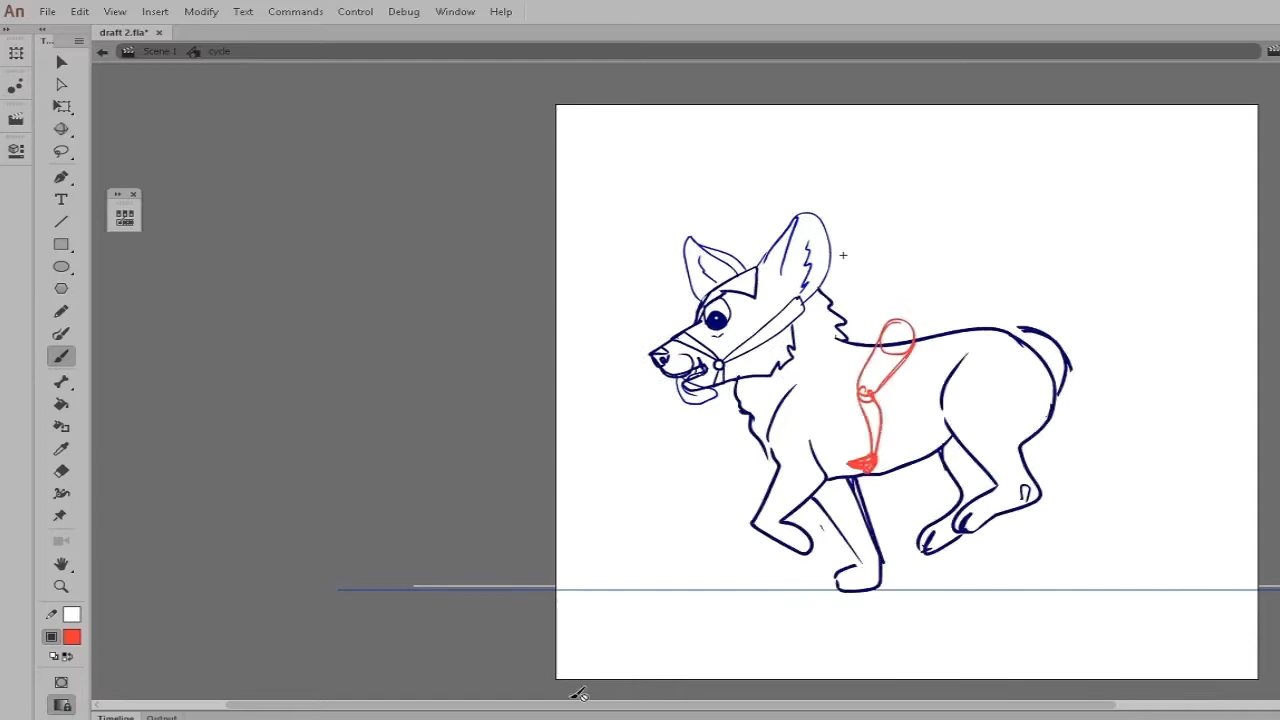 An File Edit View Insert Modify Text Commands Control Debug Window Help
T... draft 2.fla*
Scene 1 cycle
T
Timeline Output